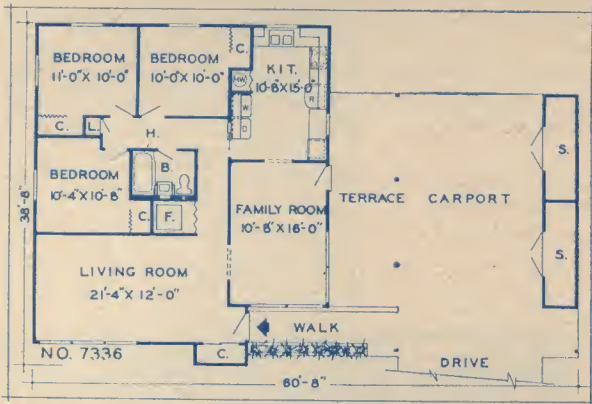 BEDROOM
11'-0" X 10'-0"
BEDROOM
10'-0" X 10'-0"
C.
KIT.
10'-8" X 15'-0"
HW
W
D
R
C.
L.
H.
B.
BEDROOM
10'-4" X 10'-8"
C.
F.
FAMILY ROOM
10'-8" X 16'-0"
TERRACE
CARPORT
S.
S.
38'-8"
LIVING ROOM
21'-4" X 12'-0"
WALK
NO. 7336
C.
DRIVE
60'-8"